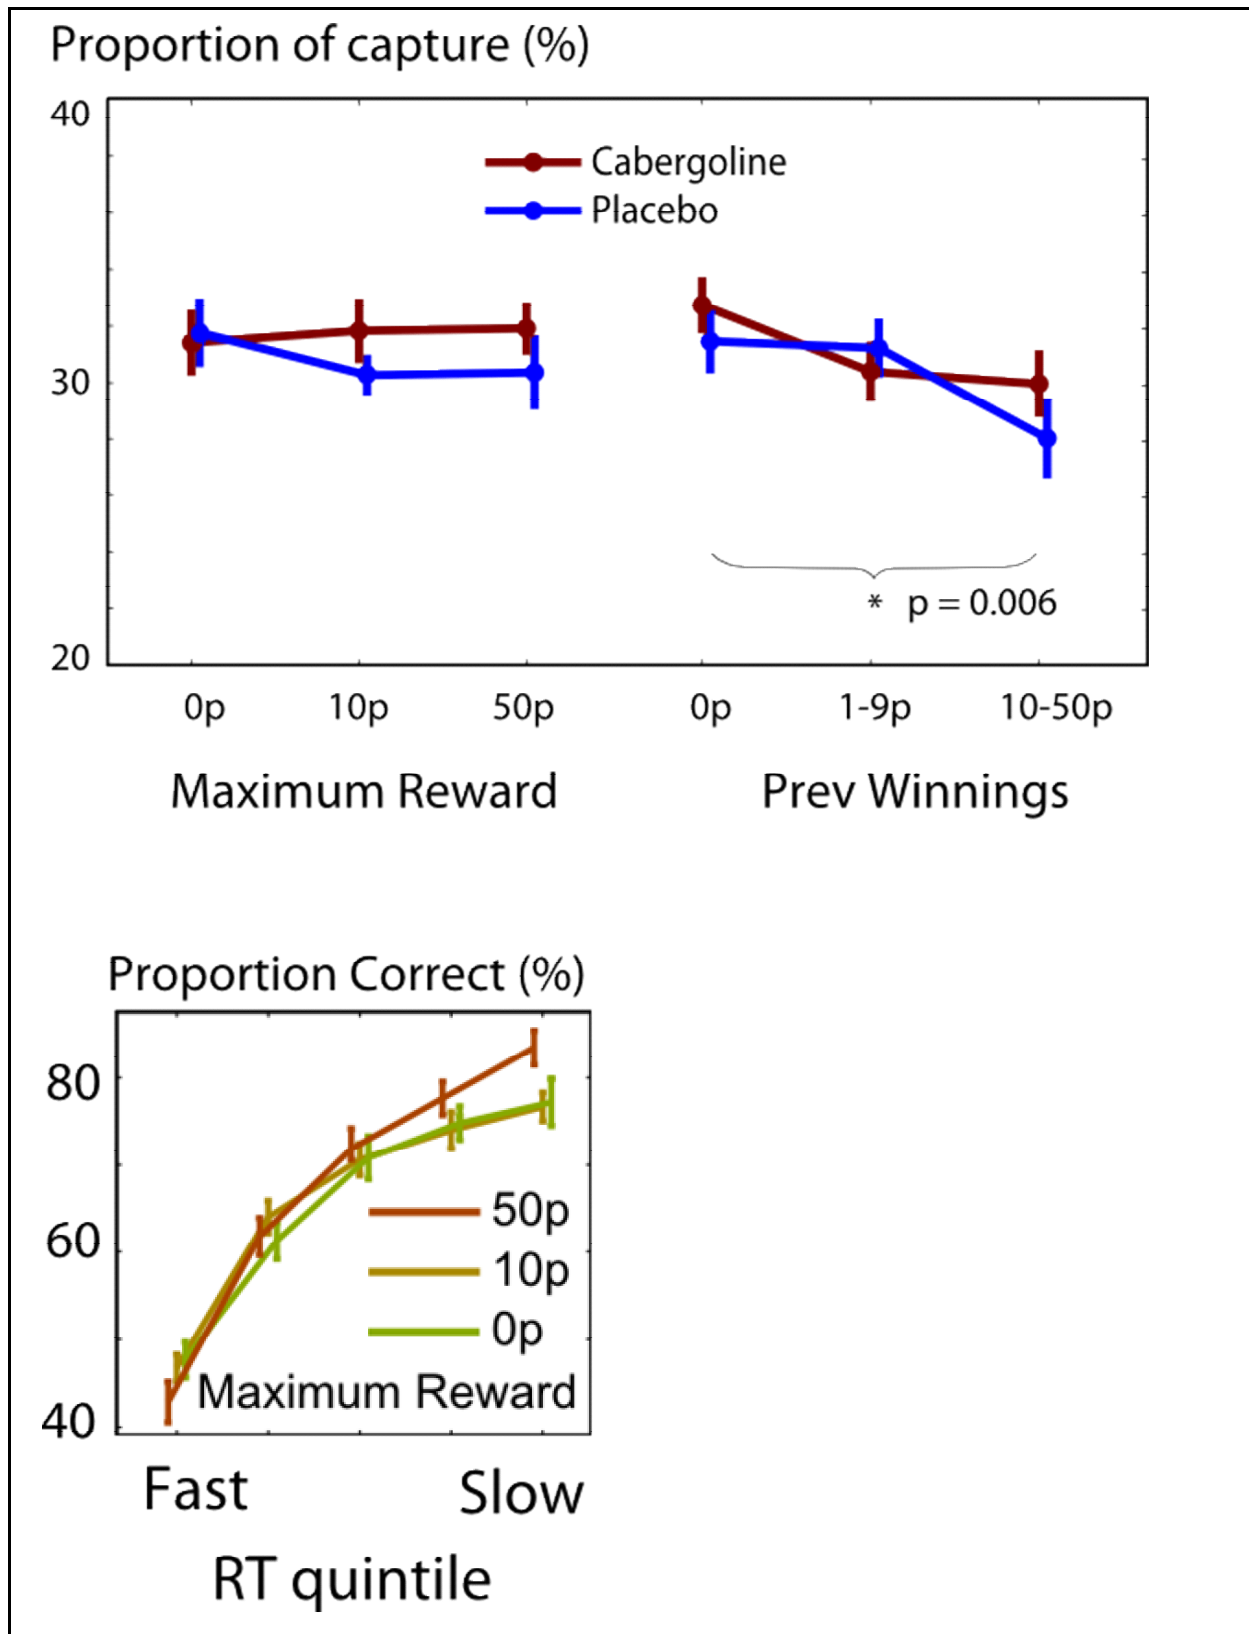 Proportion of capture (%)
40
Cabergoline
Placebo
30
* p = 0.006
20
0p 10p 50p 0p 1-9p 10-50p
Maximum Reward Prev Winnings
Proportion Correct (%)
80
50p
60
10p
0p
Maximum Reward
40
Fast Slow
RT quintile